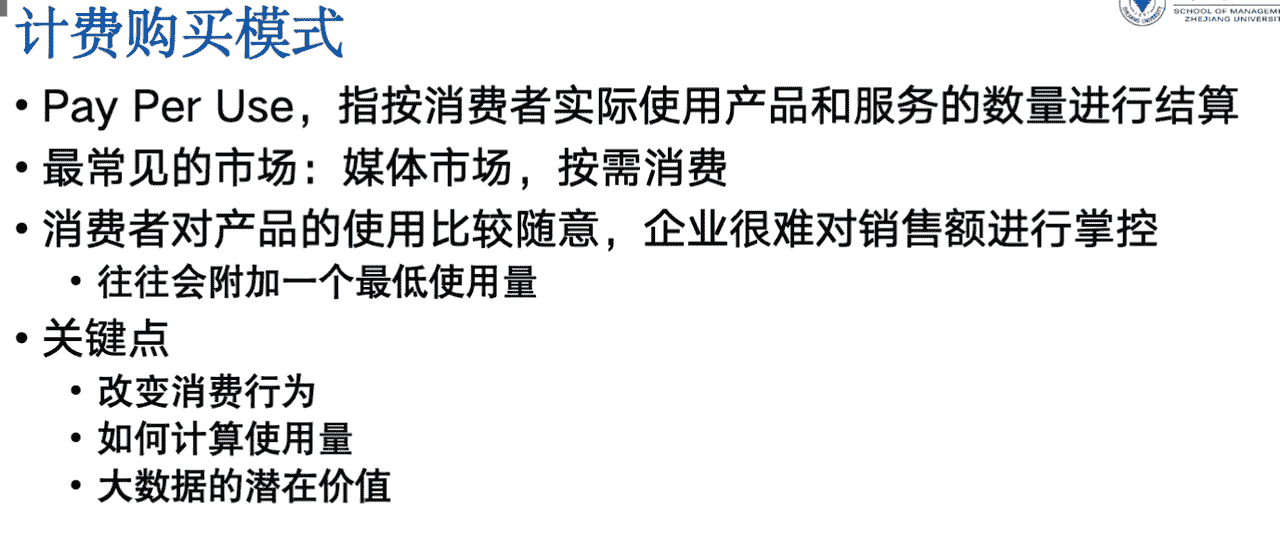 计费购买模式
SCHOOL OF MANAGEME
ZHEJIANG UNIVERSIT
• Pay Per Use，指按消费者实际使用产品和服务的数量进行结算
• 最常见的市场：媒体市场，按需消费
• 消费者对产品的使用比较随意，企业很难对销售额进行掌控
• 往往会附加一个最低使用量
• 关键点
• 改变消费行为
• 如何计算使用量
• 大数据的潜在价值